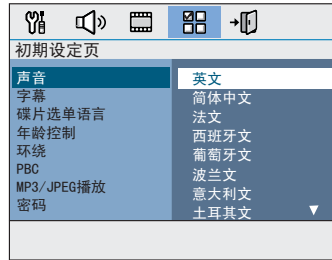 初期设定页
声音
字幕
碟片选单语言
年龄控制
环绕
PBC
MP3/JPEG播放
密码
英文
简体中文
法文
西班牙文
葡萄牙文
波兰文
意大利文
土耳其文